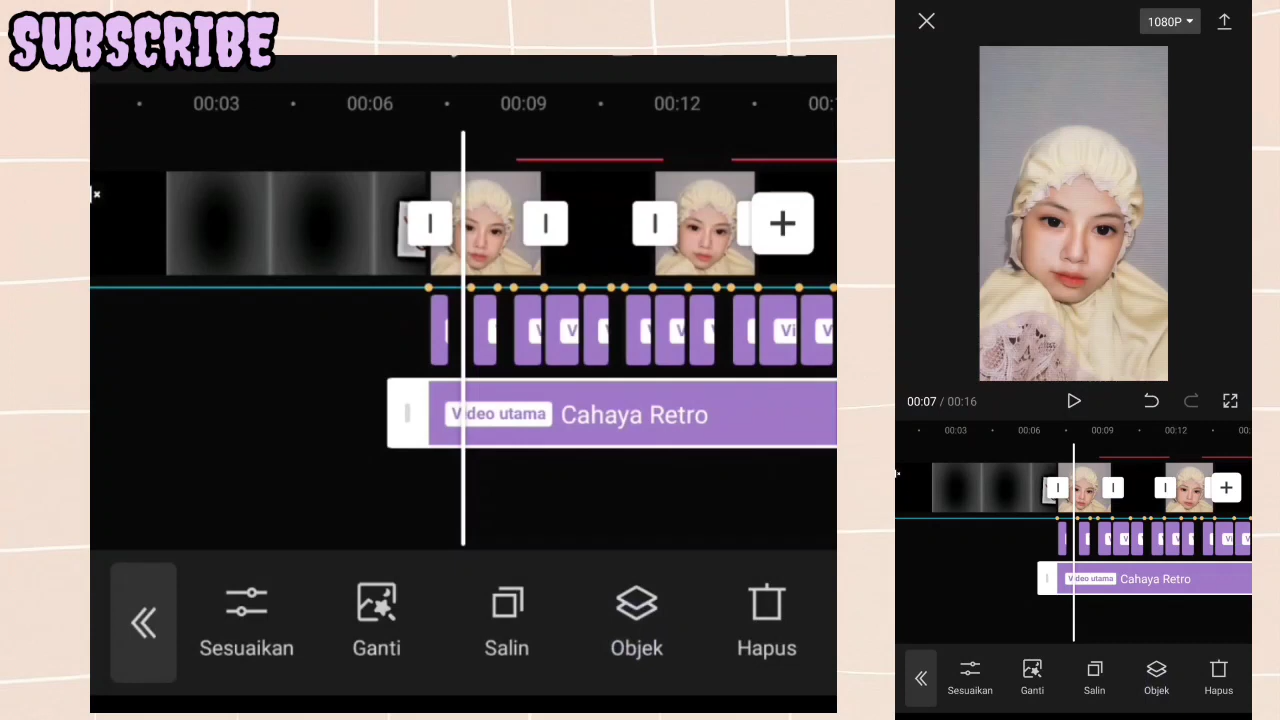 SUBSCRIBE
00:03 00:06 00:09 00:12
Video utama Cahaya Retro
Sesuaikan Ganti Salin Objek Hapus
1080P
00:07 / 00:16
00:03 00:06 00:09 00:12
Video utama Cahaya Retro
Sesuaikan Ganti Salin Objek Hapus